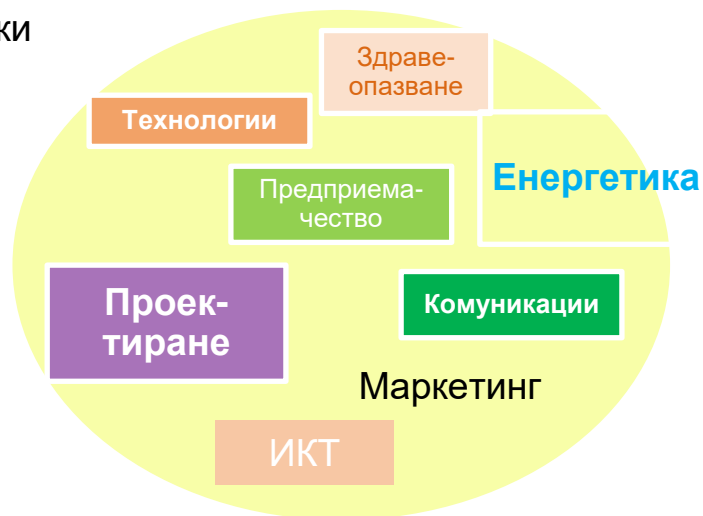 ки
Здраве-
опазване
Технологии
Енергетика
Предприема-
чество
Проек-
тиране
Комуникации
Маркетинг
ИКТ